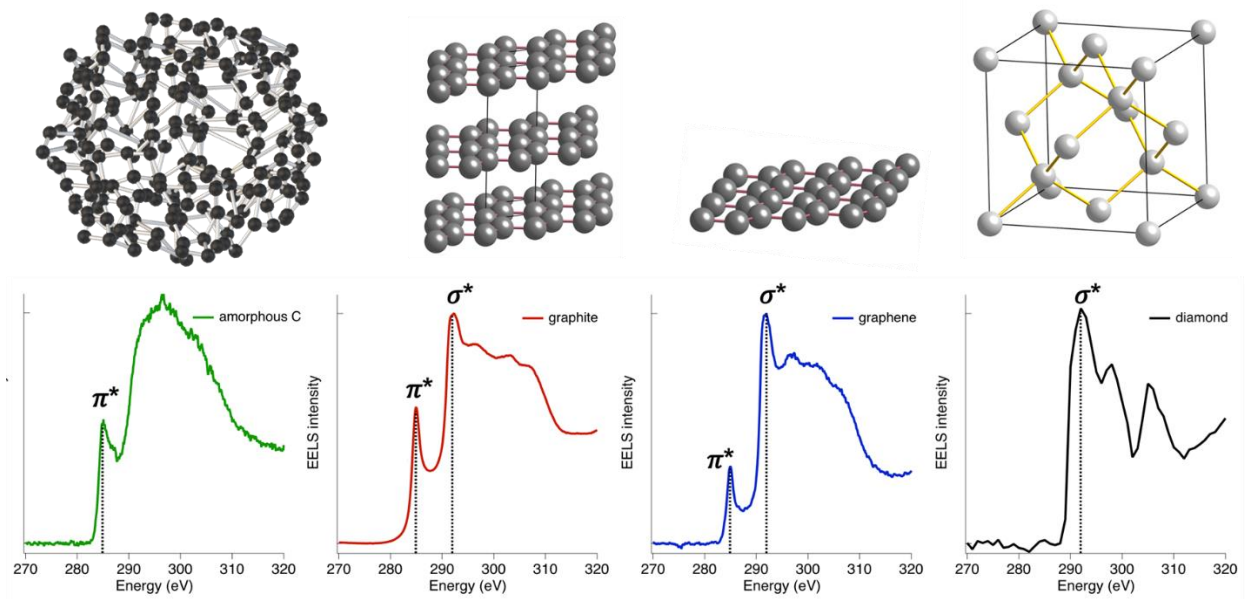 π*
amorphous C
270 280 290 300 310 320
Energy (eV)
EELS intensity
σ*
π*
graphite
270 280 290 300 310 320
Energy (eV)
EELS intensity
σ*
π*
graphene
270 280 290 300 310 320
Energy (eV)
EELS intensity
σ*
diamond
270 280 290 300 310 320
Energy (eV)